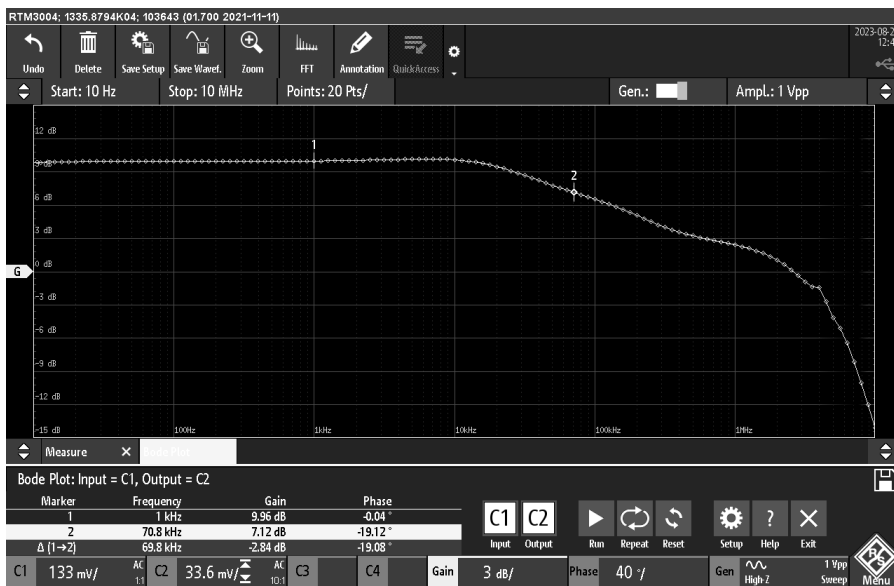 RTM3004; 1335.8794K04; 103643 (01.700 2021-11-11)
Undo Delete Save Setup Save Wavef. Zoom FFT Annotation QuickAccess
2023-08-2
12:4
Start: 10 Hz Stop: 10 MHz Points: 20 Pts/ Gen.: Ampl.: 1 Vpp
12 dB
9 dB
1
2
6 dB
3 dB
0 dB
G
-3 dB
-6 dB
-9 dB
-12 dB
-15 dB 100Hz 1kHz 10kHz 100kHz 1MHz
Measure X Bode Plot
Bode Plot: Input = C1, Output = C2
Marker Frequency Gain Phase
1 1 kHz 9.96 dB -0.04 °
2 70.8 kHz 7.12 dB -19.12 °
Δ (1→2) 69.8 kHz -2.84 dB -19.08 °
C1 C2
Input Output Run Repeat Reset Setup ? Help Exit
C1 133 mV/ AC 1:1 C2 33.6 mV/ AC 10:1 C3 C4 Gain 3 dB/ Phase 40 °/ Gen High-Z 1 Vpp Sweep R&S Menu